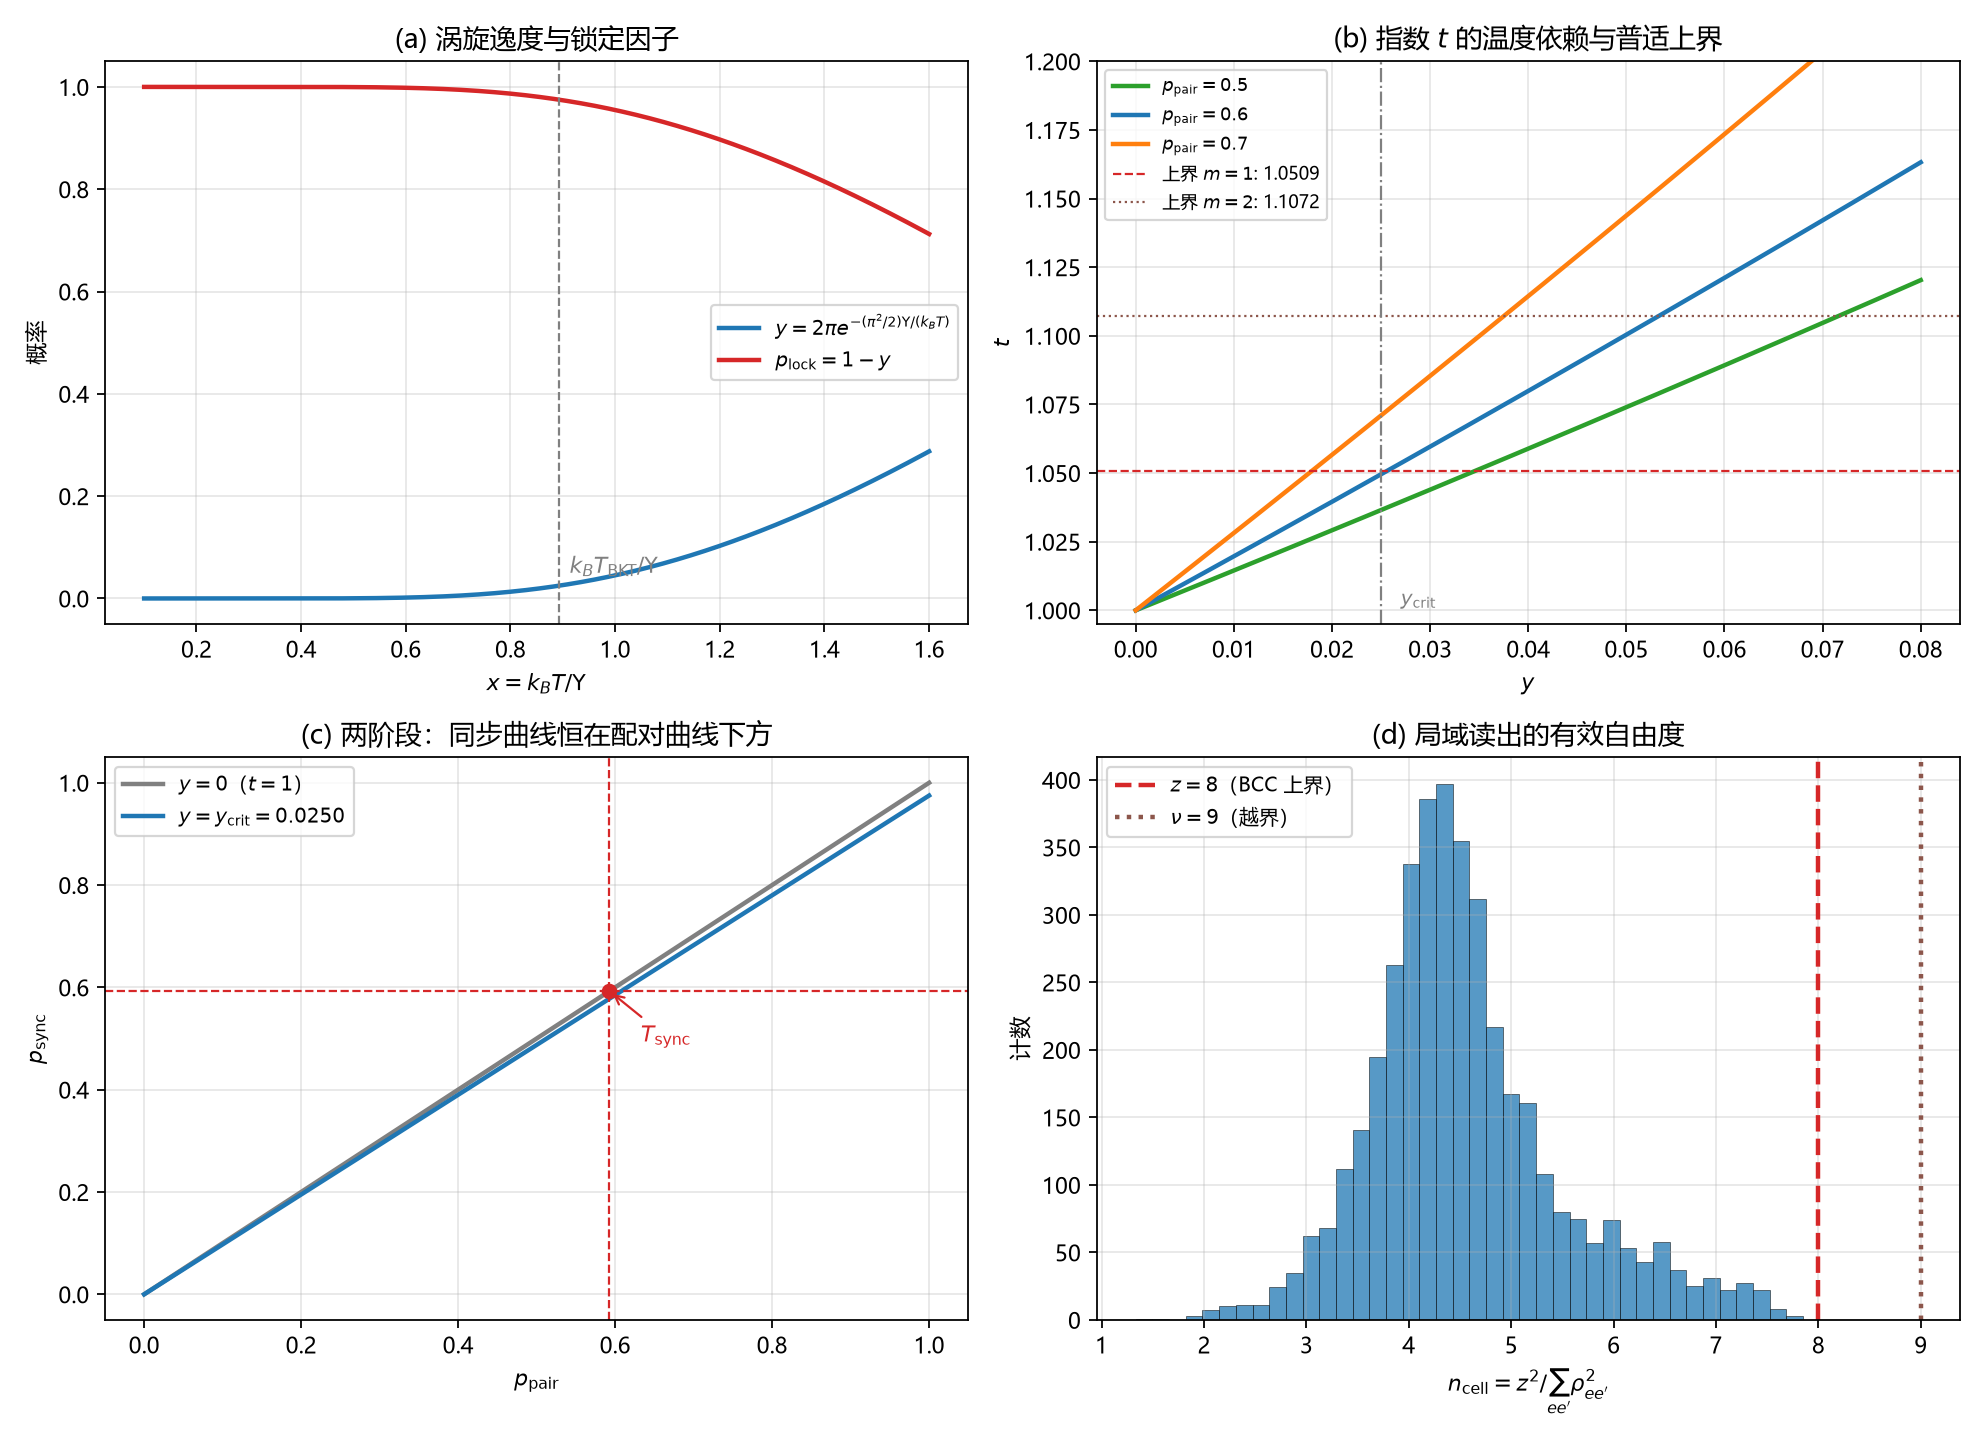 (a) 涡旋逸度与锁定因子
概率
1.0
0.8
0.6
0.4
0.2
0.0
y = 2πe^{−(π²/2)Υ/(k_BT)}
p_lock = 1 − y
k_BT_BKT/Υ
0.2 0.4 0.6 0.8 1.0 1.2 1.4 1.6
x = k_BT/Υ
(b) 指数 t 的温度依赖与普适上界
t
1.200
1.175
1.150
1.125
1.100
1.075
1.050
1.025
1.000
p_pair = 0.5
p_pair = 0.6
p_pair = 0.7
上界 m = 1: 1.0509
上界 m = 2: 1.1072
y_crit
0.00 0.01 0.02 0.03 0.04 0.05 0.06 0.07 0.08
y
(c) 两阶段：同步曲线恒在配对曲线下方
p_sync
1.0
0.8
0.6
0.4
0.2
0.0
y = 0（t = 1）
y = y_crit = 0.0250
T_sync
0.0 0.2 0.4 0.6 0.8 1.0
p_pair
(d) 局域读出的有效自由度
计数
400
350
300
250
200
150
100
50
0
z = 8（BCC 上界）
ν = 9（越界）
1 2 3 4 5 6 7 8 9
n_cell = z²/∑_{ee′} ρ²_{ee′}